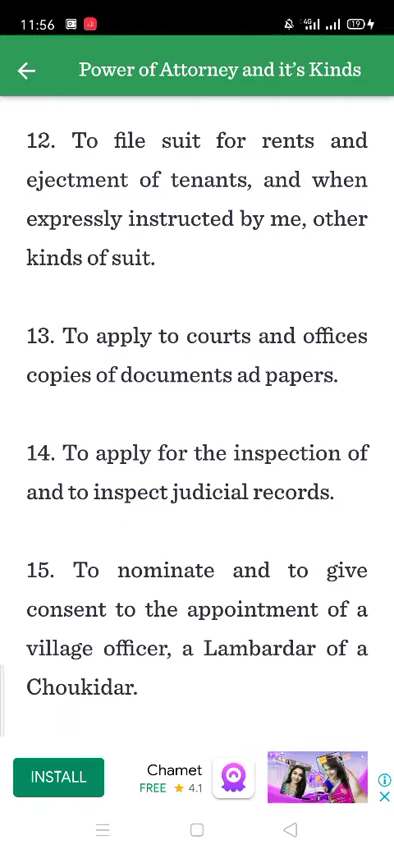 11:56
4G
19
Power of Attorney and it's Kinds
12. To file suit for rents and
ejectment of tenants, and when
expressly instructed by me, other
kinds of suit.
13. To apply to courts and offices
copies of documents ad papers.
14. To apply for the inspection of
and to inspect judicial records.
15. To nominate and to give
consent to the appointment of a
village officer, a Lambardar of a
Choukidar.
INSTALL
Chamet
FREE ★ 4.1